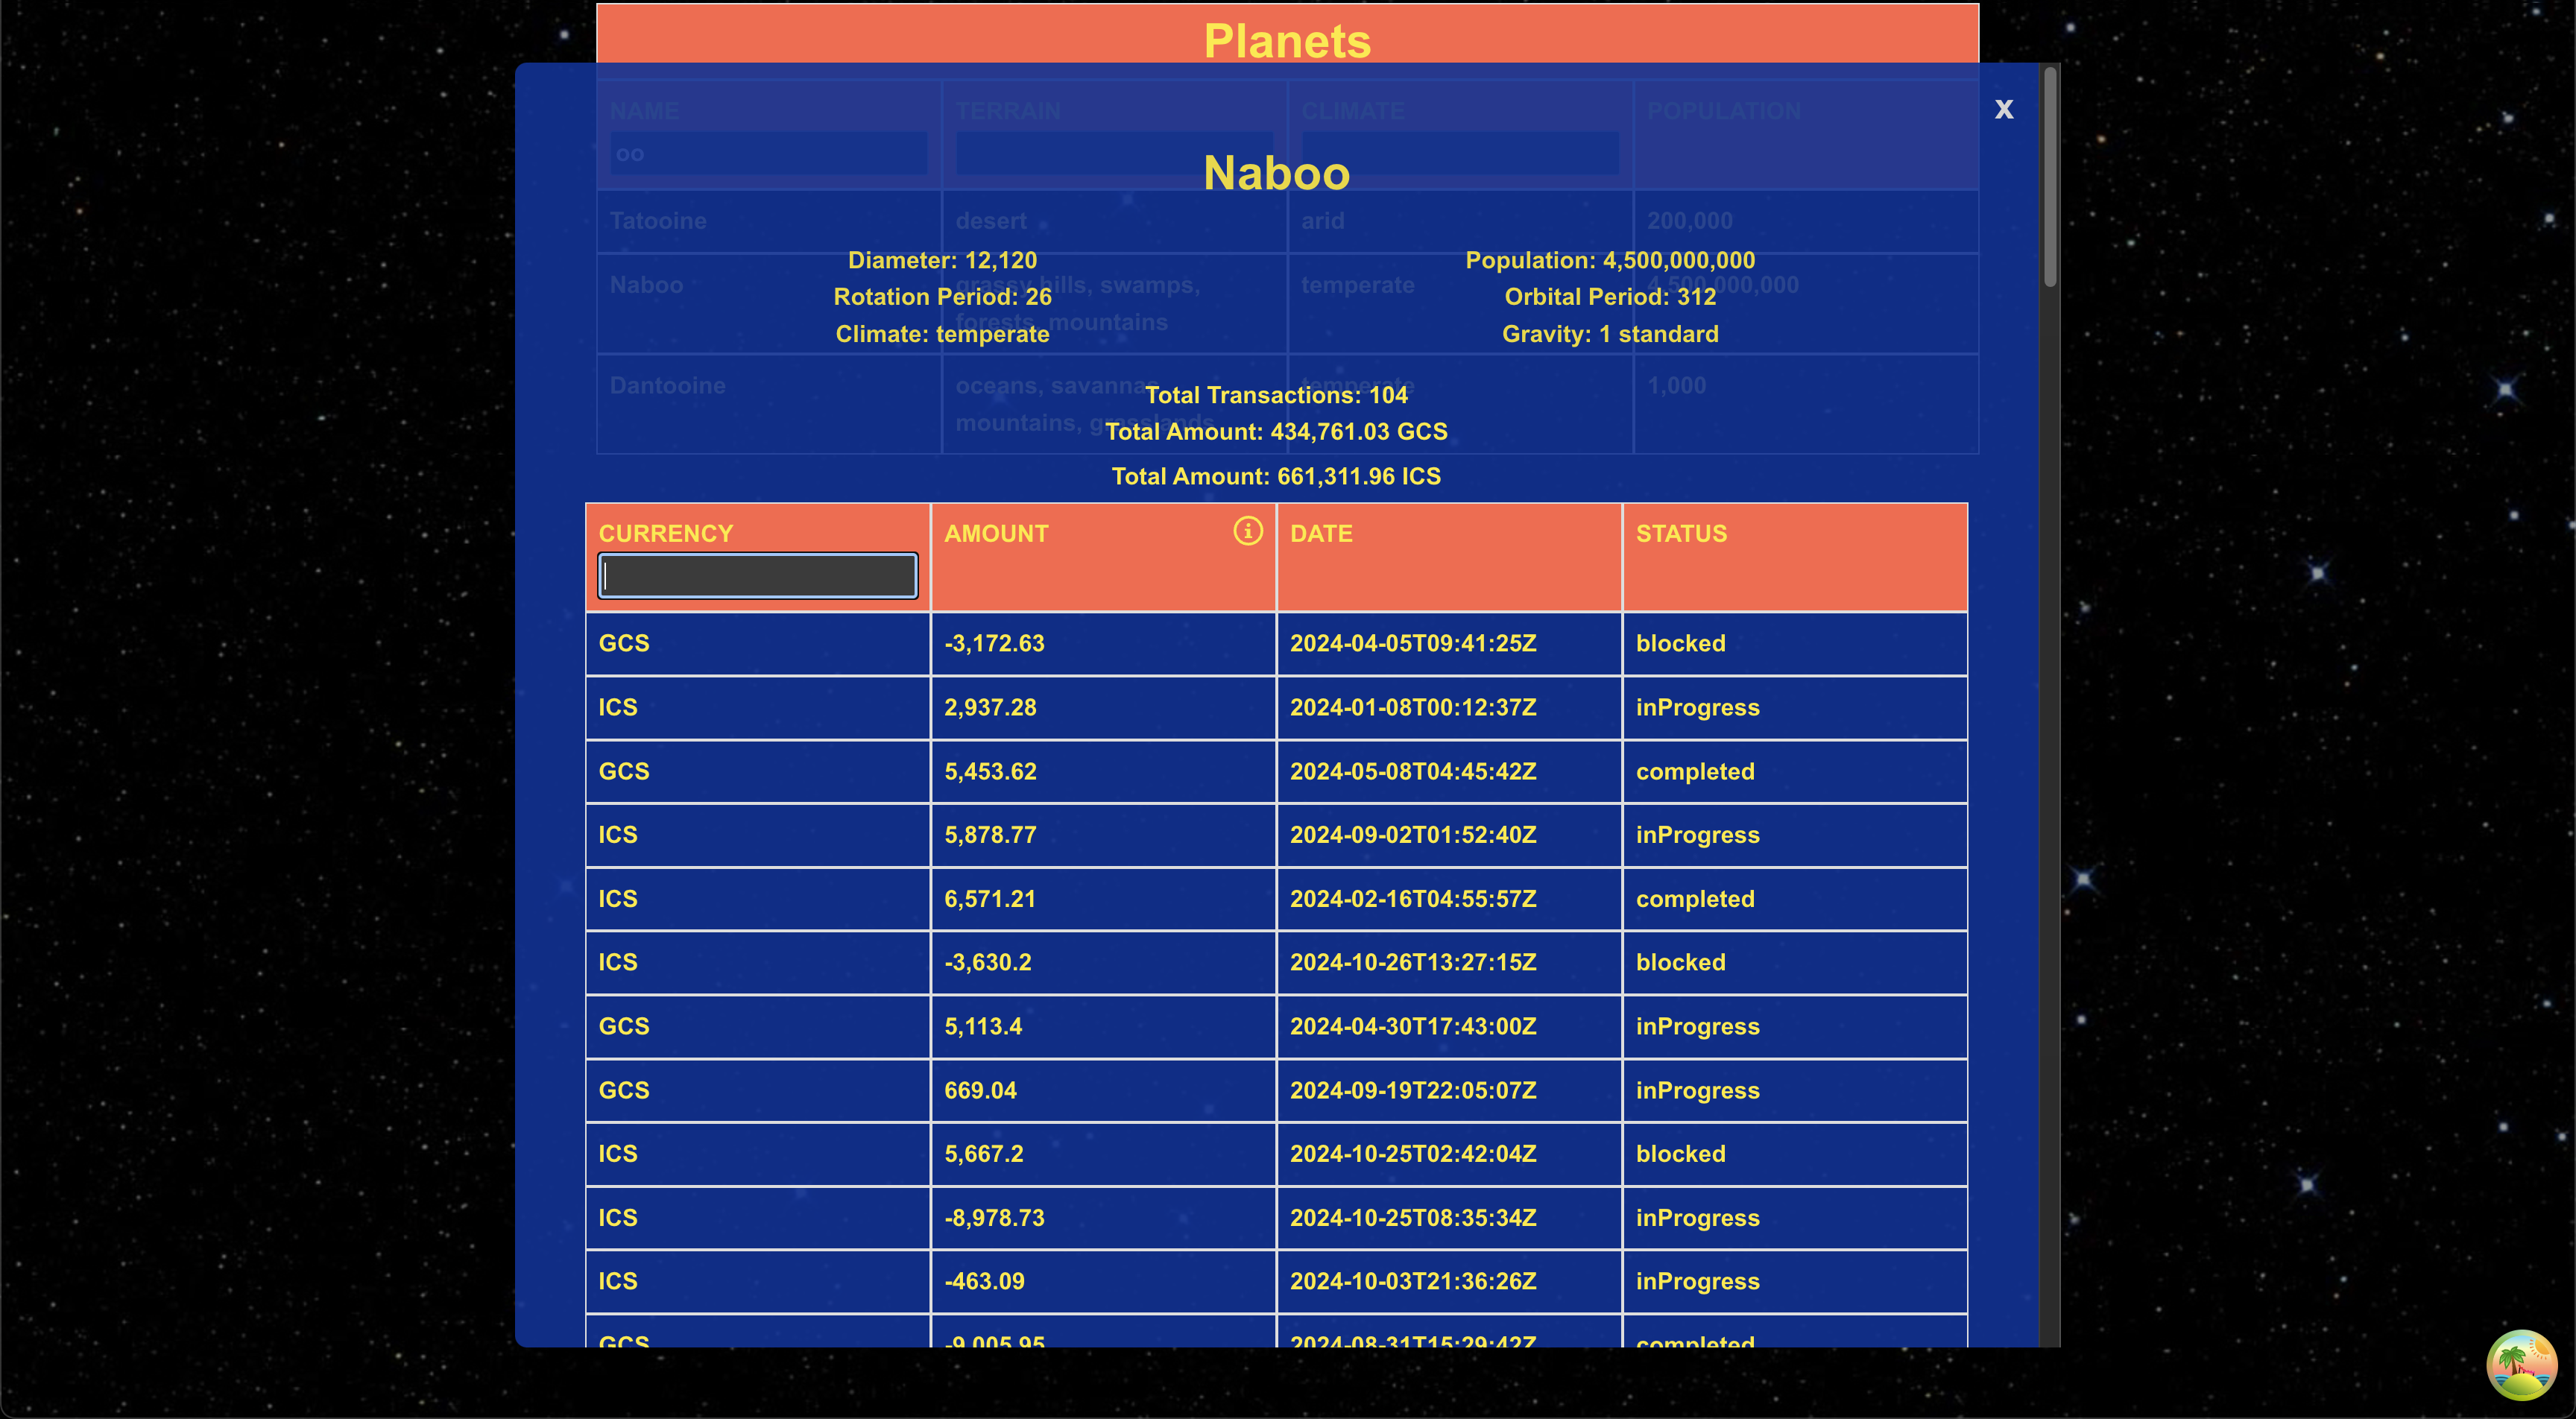 Planets
NAME TERRAIN CLIMATE POPULATION
oo
x
Naboo
Tatooine desert arid 200,000
Diameter: 12,120 Population: 4,500,000,000
Naboo grassy hills, swamps, temperate 4,500,000,000
Rotation Period: 26 Orbital Period: 312
forests, mountains
Climate: temperate Gravity: 1 standard
Dantooine oceans, savannas, temperate 1,000
Total Transactions: 104
mountains, grasslands
Total Amount: 434,761.03 GCS
Total Amount: 661,311.96 ICS
CURRENCY AMOUNT i DATE STATUS
GCS -3,172.63 2024-04-05T09:41:25Z blocked
ICS 2,937.28 2024-01-08T00:12:37Z inProgress
GCS 5,453.62 2024-05-08T04:45:42Z completed
ICS 5,878.77 2024-09-02T01:52:40Z inProgress
ICS 6,571.21 2024-02-16T04:55:57Z completed
ICS -3,630.2 2024-10-26T13:27:15Z blocked
GCS 5,113.4 2024-04-30T17:43:00Z inProgress
GCS 669.04 2024-09-19T22:05:07Z inProgress
ICS 5,667.2 2024-10-25T02:42:04Z blocked
ICS -8,978.73 2024-10-25T08:35:34Z inProgress
ICS -463.09 2024-10-03T21:36:26Z inProgress
GCS -9,005.95 2024-08-31T15:29:42Z completed